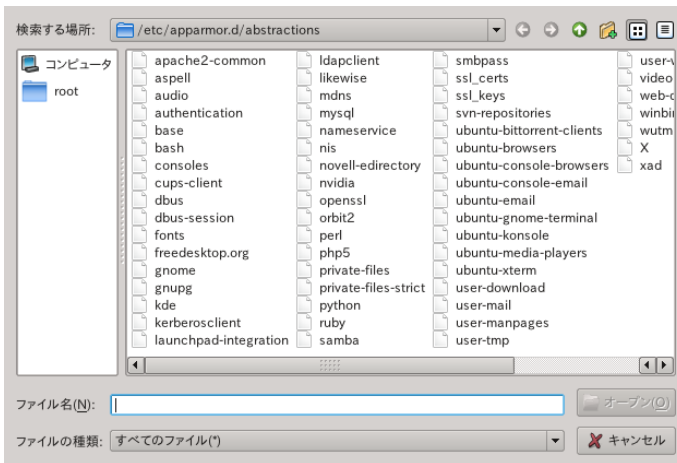 検索する場所: /etc/apparmor.d/abstractions
コンピュータ
root
apache2-common
aspell
audio
authentication
base
bash
consoles
cups-client
dbus
dbus-session
fonts
freedesktop.org
gnome
gnupg
kde
kerberosclient
launchpad-integration
ldapclient
likewise
mdns
mysql
nameservice
nis
novell-edirectory
nvidia
openssl
orbit2
perl
php5
private-files
private-files-strict
python
ruby
samba
smbpass
ssl_certs
ssl_keys
svn-repositories
ubuntu-bittorrent-clients
ubuntu-browsers
ubuntu-console-browsers
ubuntu-console-email
ubuntu-email
ubuntu-gnome-terminal
ubuntu-konsole
ubuntu-media-players
ubuntu-xterm
user-download
user-mail
user-manpages
user-tmp
video
X
xad
ファイル名(N):
オープン(O)
ファイルの種類: すべてのファイル(*)
キャンセル